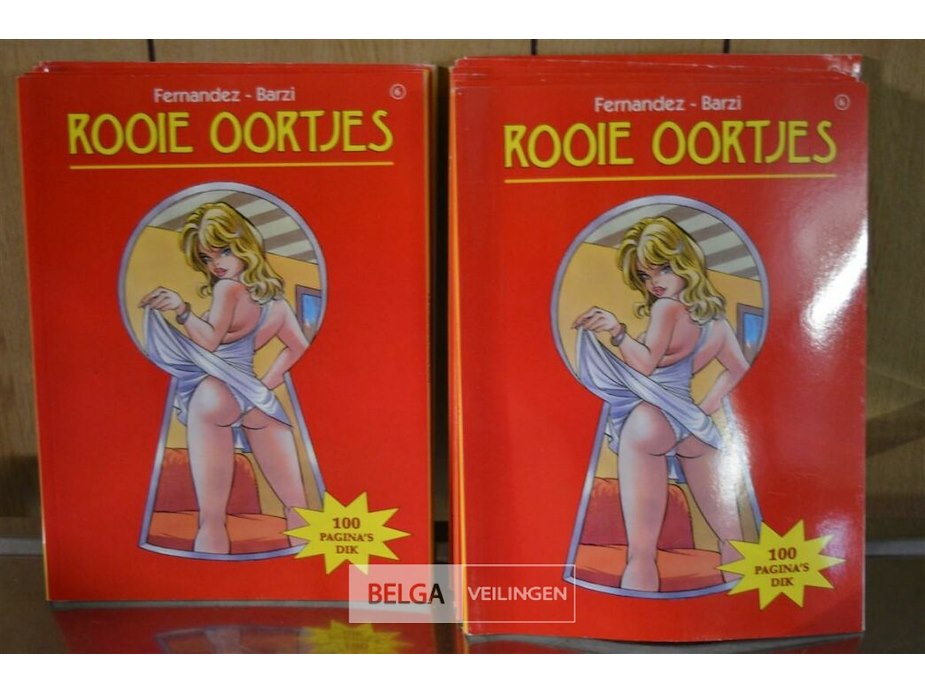 Fernandez - Barzi
6
ROOIE OORTJES
100
PAGINA'S
DIK
Fernandez - Barzi
6
ROOIE OORTJES
100
PAGINA'S
DIK
BELGA VEILINGEN